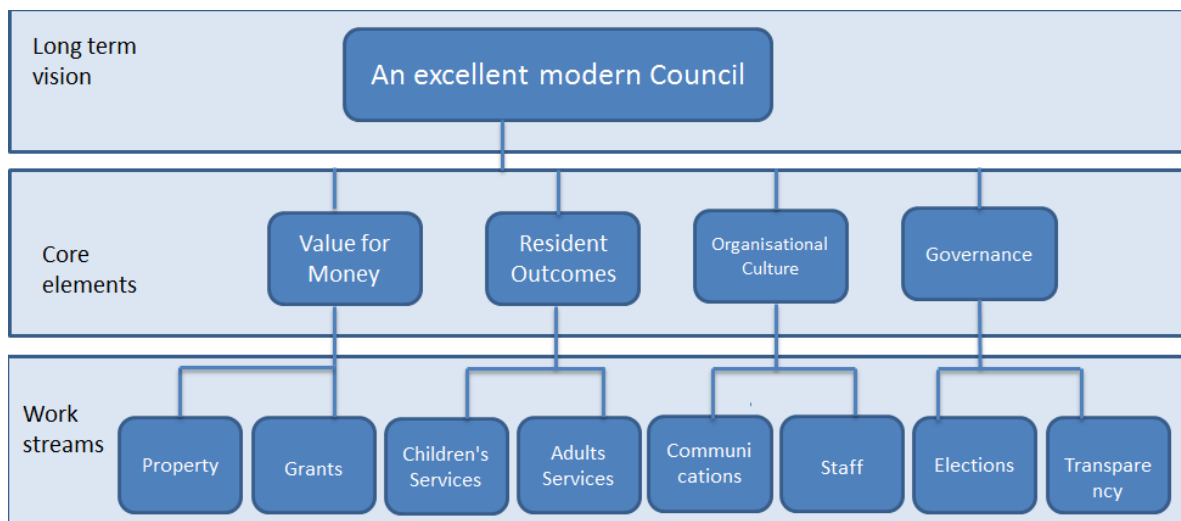 Long term
vision
An excellent modern Council
Core
elements
Value for
Money
Resident
Outcomes
Organisational
Culture
Governance
Work
streams
Property
Grants
Children's
Services
Adults
Services
Communi
cations
Staff
Elections
Transpare
ncy